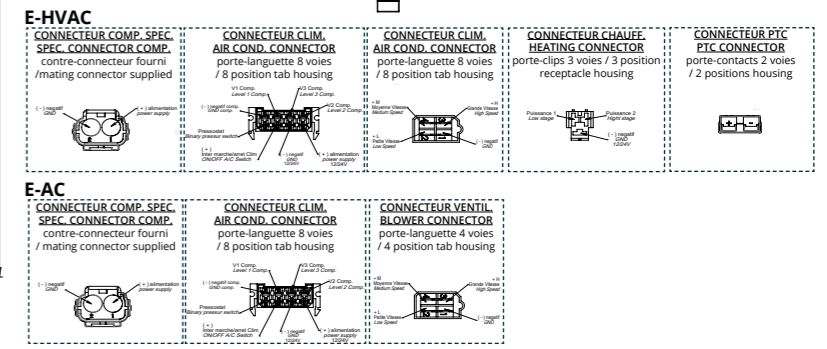 E-HVAC
CONNECTEUR COMP. SPEC.
SPEC. CONNECTOR COMP.
contre-connecteur fourni
/mating connector supplied
( - ) negatif
GND
( + ) alimentation
power supply
CONNECTEUR CLIM.
AIR COND. CONNECTOR
porte-languette 8 voies
/ 8 position tab housing
V1 Comp.
Level 1 Comp.
V3 Comp.
Level 3 Comp.
( - ) negatif comp.
GND comp.
V2 Comp.
Level 2 Comp.
Pressostat
Binary pressur switch
( + )
Inter marche/arret Clim
ON/OFF A/C Switch
( - ) negatif
GND
12/24V
( + ) alimentation
power supply
12/24V
CONNECTEUR CLIM.
AIR COND. CONNECTOR
porte-languette 8 voies
/ 8 position tab housing
+ M
Moyenne Vitesse
Medium Speed
+ H
Grande Vitesse
High Speed
+ L
Petite Vitesse
Low Speed
( - ) negatif
GND
CONNECTEUR CHAUFF.
HEATING CONNECTOR
porte-clips 3 voies / 3 position
receptacle housing
Puissance 1
Low stage
Puissance 2
Hight stage
( - ) negatif
GND
12/24V
CONNECTEUR PTC
PTC CONNECTOR
porte-contacts 2 voies
/ 2 positions housing
+ -
E-AC
CONNECTEUR COMP. SPEC.
SPEC. CONNECTOR COMP.
contre-connecteur fourni
/ mating connector supplied
( - ) negatif
GND
( + ) alimentation
power supply
CONNECTEUR CLIM.
AIR COND. CONNECTOR
porte-languette 8 voies
/ 8 position tab housing
V1 Comp.
Level 1 Comp.
V3 Comp.
Level 3 Comp.
( - ) negatif comp.
GND comp.
V2 Comp.
Level 2 Comp.
Pressostat
Binary pressur switch
( + )
Inter marche/arret Clim
ON/OFF A/C Switch
( - ) negatif
GND
12/24V
( + ) alimentation
power supply
12/24V
CONNECTEUR VENTIL.
BLOWER CONNECTOR
porte-languette 4 voies
/ 4 position tab housing
+ M
Moyenne Vitesse
Medium Speed
+ H
Grande Vitesse
High Speed
+ L
Petite Vitesse
Low Speed
( - ) negatif
GND